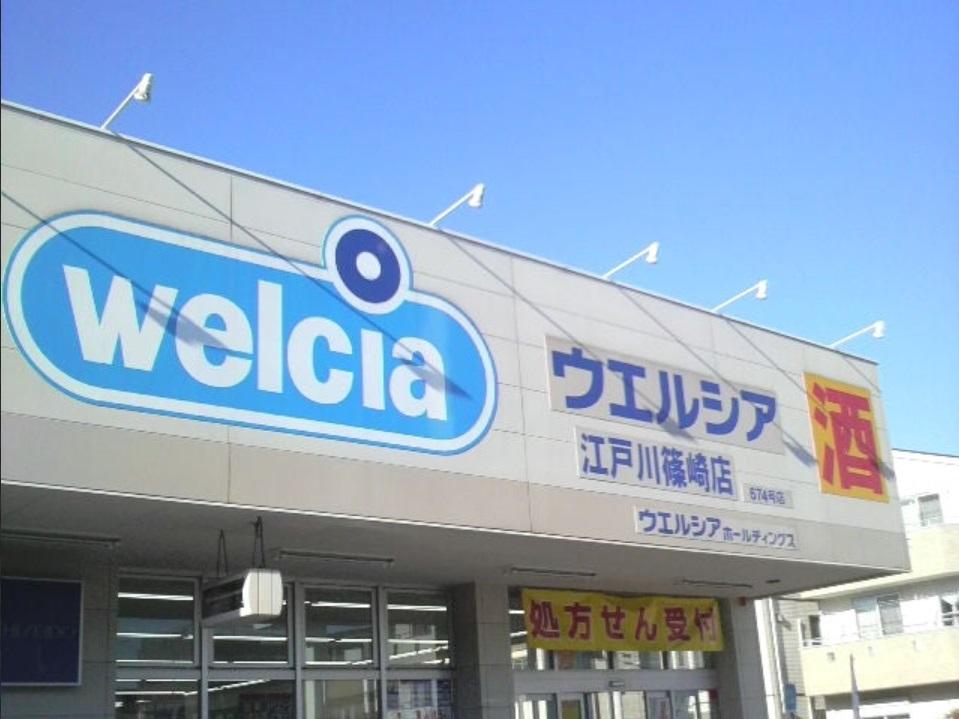 welcia
ウエルシア
江戸川篠崎店
674号店
ウエルシアホールディングス
酒
処方せん受付
SHISEIDO